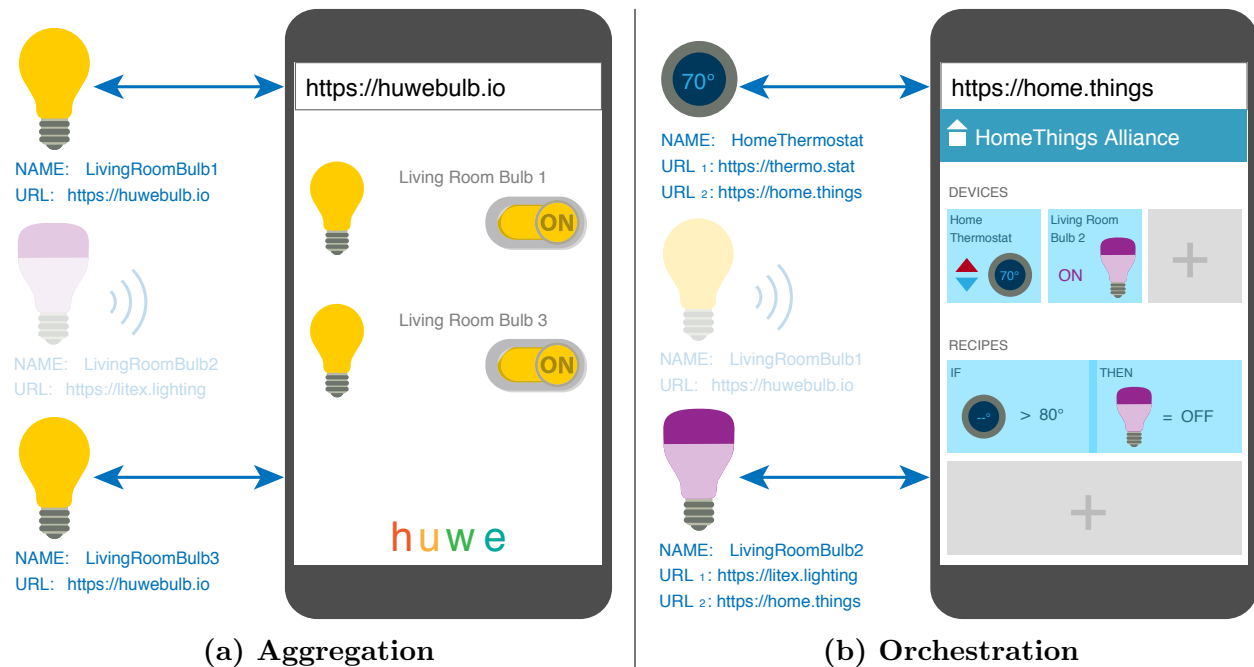 https://huwebulb.io
NAME: LivingRoomBulb1
URL: https://huwebulb.io
Living Room Bulb 1
ON
NAME: LivingRoomBulb2
URL: https://litex.lighting
Living Room Bulb 3
ON
NAME: LivingRoomBulb3
URL: https://huwebulb.io
huwe
(a) Aggregation
70°
NAME: HomeThermostat
URL 1: https://thermo.stat
URL 2: https://home.things
NAME: LivingRoomBulb1
URL: https://huwebulb.io
NAME: LivingRoomBulb2
URL 1: https://litex.lighting
URL 2: https://home.things
https://home.things
HomeThings Alliance
DEVICES
Home
Thermostat
70°
Living Room
Bulb 2
ON
+
RECIPES
IF
--° > 80°
THEN
= OFF
+
(b) Orchestration